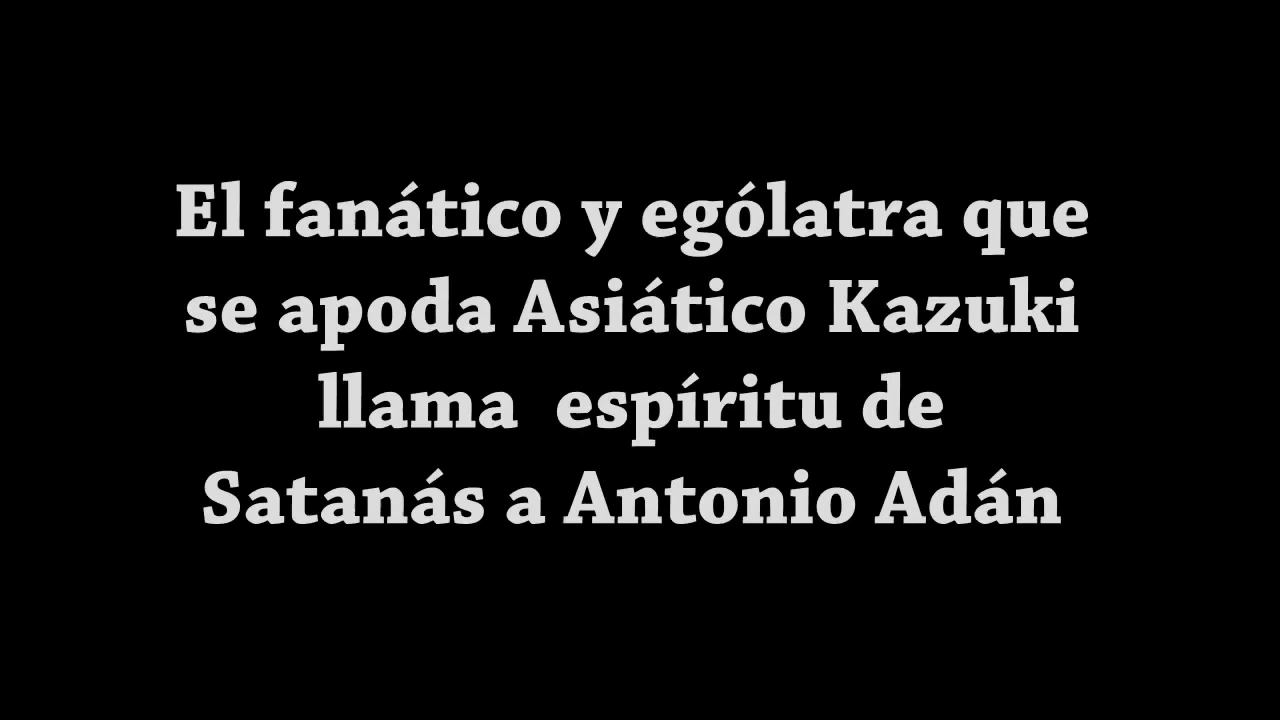 El fanático y ególatra que
se apoda Asiático Kazuki
llama  espíritu de
Satanás a Antonio Adán